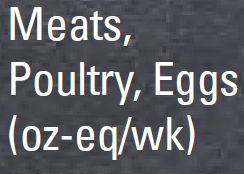 Meats,
Poultry, Eggs
(oz-eq/wk)